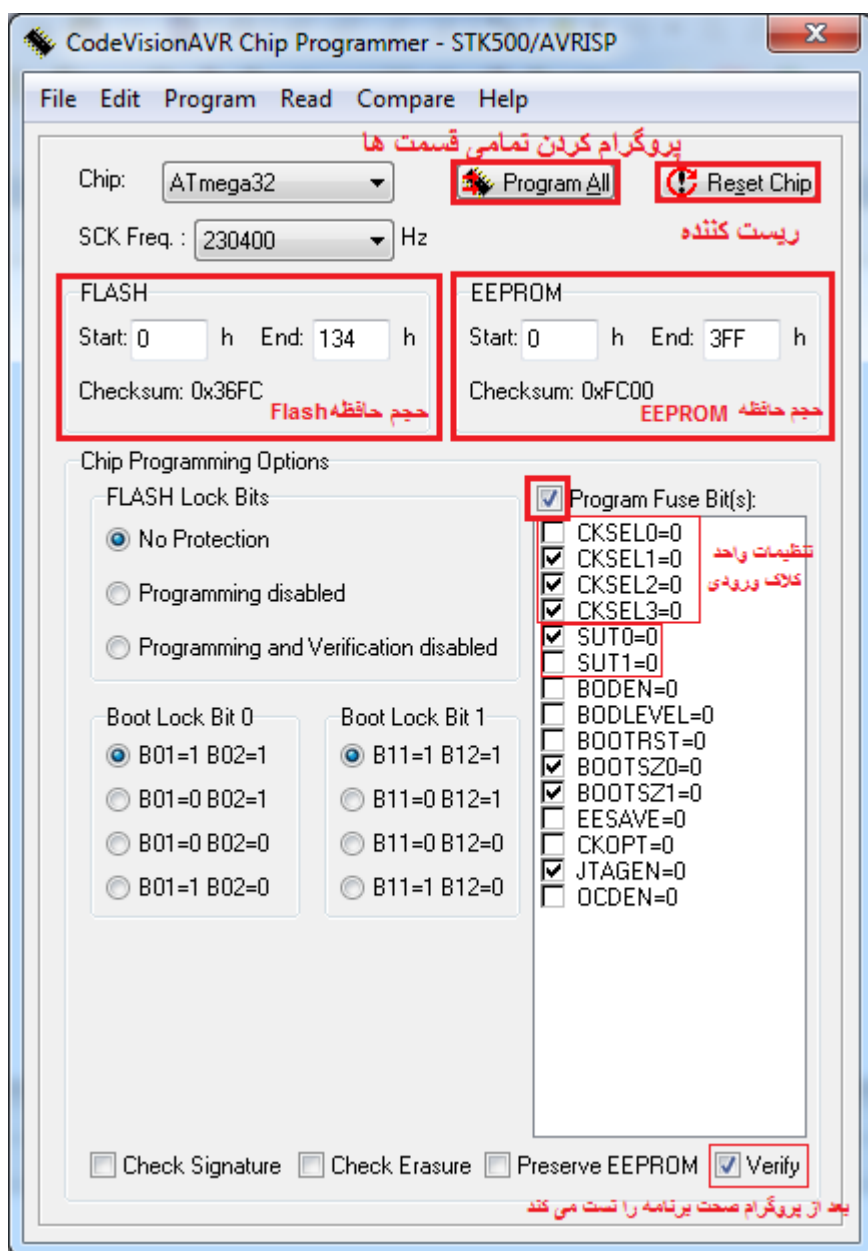 CodeVisionAVR Chip Programmer - STK500/AVRISP
File Edit Program Read Compare Help
پروگرام کردن تمامی قسمت ها
Chip: ATmega32 Program All Reset Chip
ریست کننده
SCK Freq. : 230400 Hz
FLASH
Start: 0 h End: 134 h
Checksum: 0x36FC
حجم حافظه Flash
EEPROM
Start: 0 h End: 3FF h
Checksum: 0xFC00
حجم حافظه EEPROM
Chip Programming Options
FLASH Lock Bits
No Protection
Programming disabled
Programming and Verification disabled
Boot Lock Bit 0
B01=1 B02=1
B01=0 B02=1
B01=0 B02=0
B01=1 B02=0
Boot Lock Bit 1
B11=1 B12=1
B11=0 B12=1
B11=0 B12=0
B11=1 B12=0
Program Fuse Bit(s):
CKSEL0=0
CKSEL1=0
CKSEL2=0
CKSEL3=0
تنظیمات واحد
کلاک ورودی
SUT0=0
SUT1=0
BODEN=0
BODLEVEL=0
BOOTRST=0
BOOTSZ0=0
BOOTSZ1=0
EESAVE=0
CKOPT=0
JTAGEN=0
OCDEN=0
Check Signature Check Erasure Preserve EEPROM Verify
بعد از پروگرام صحت برنامه را تست می کند